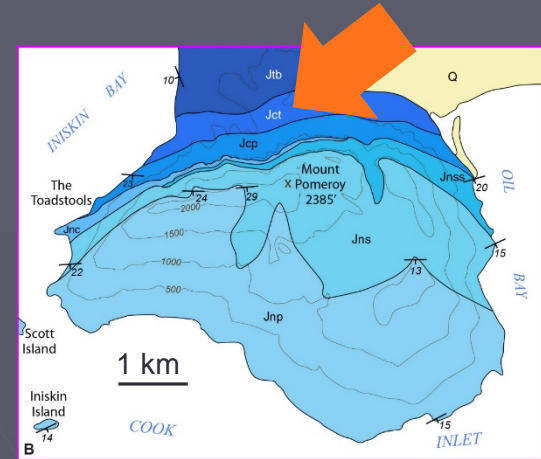 10
Jtb
Q
INISKIN BAY
Jct
Jcp
The
Toadstools
23
Mount
Pomeroy
2385'
Jnss
20
OIL
BAY
24
29
2000
Jnc
1500
Jns
15
22
1000
13
500
Jnp
Scott
Island
1 km
Iniskin
Island
14
COOK
15
INLET
B